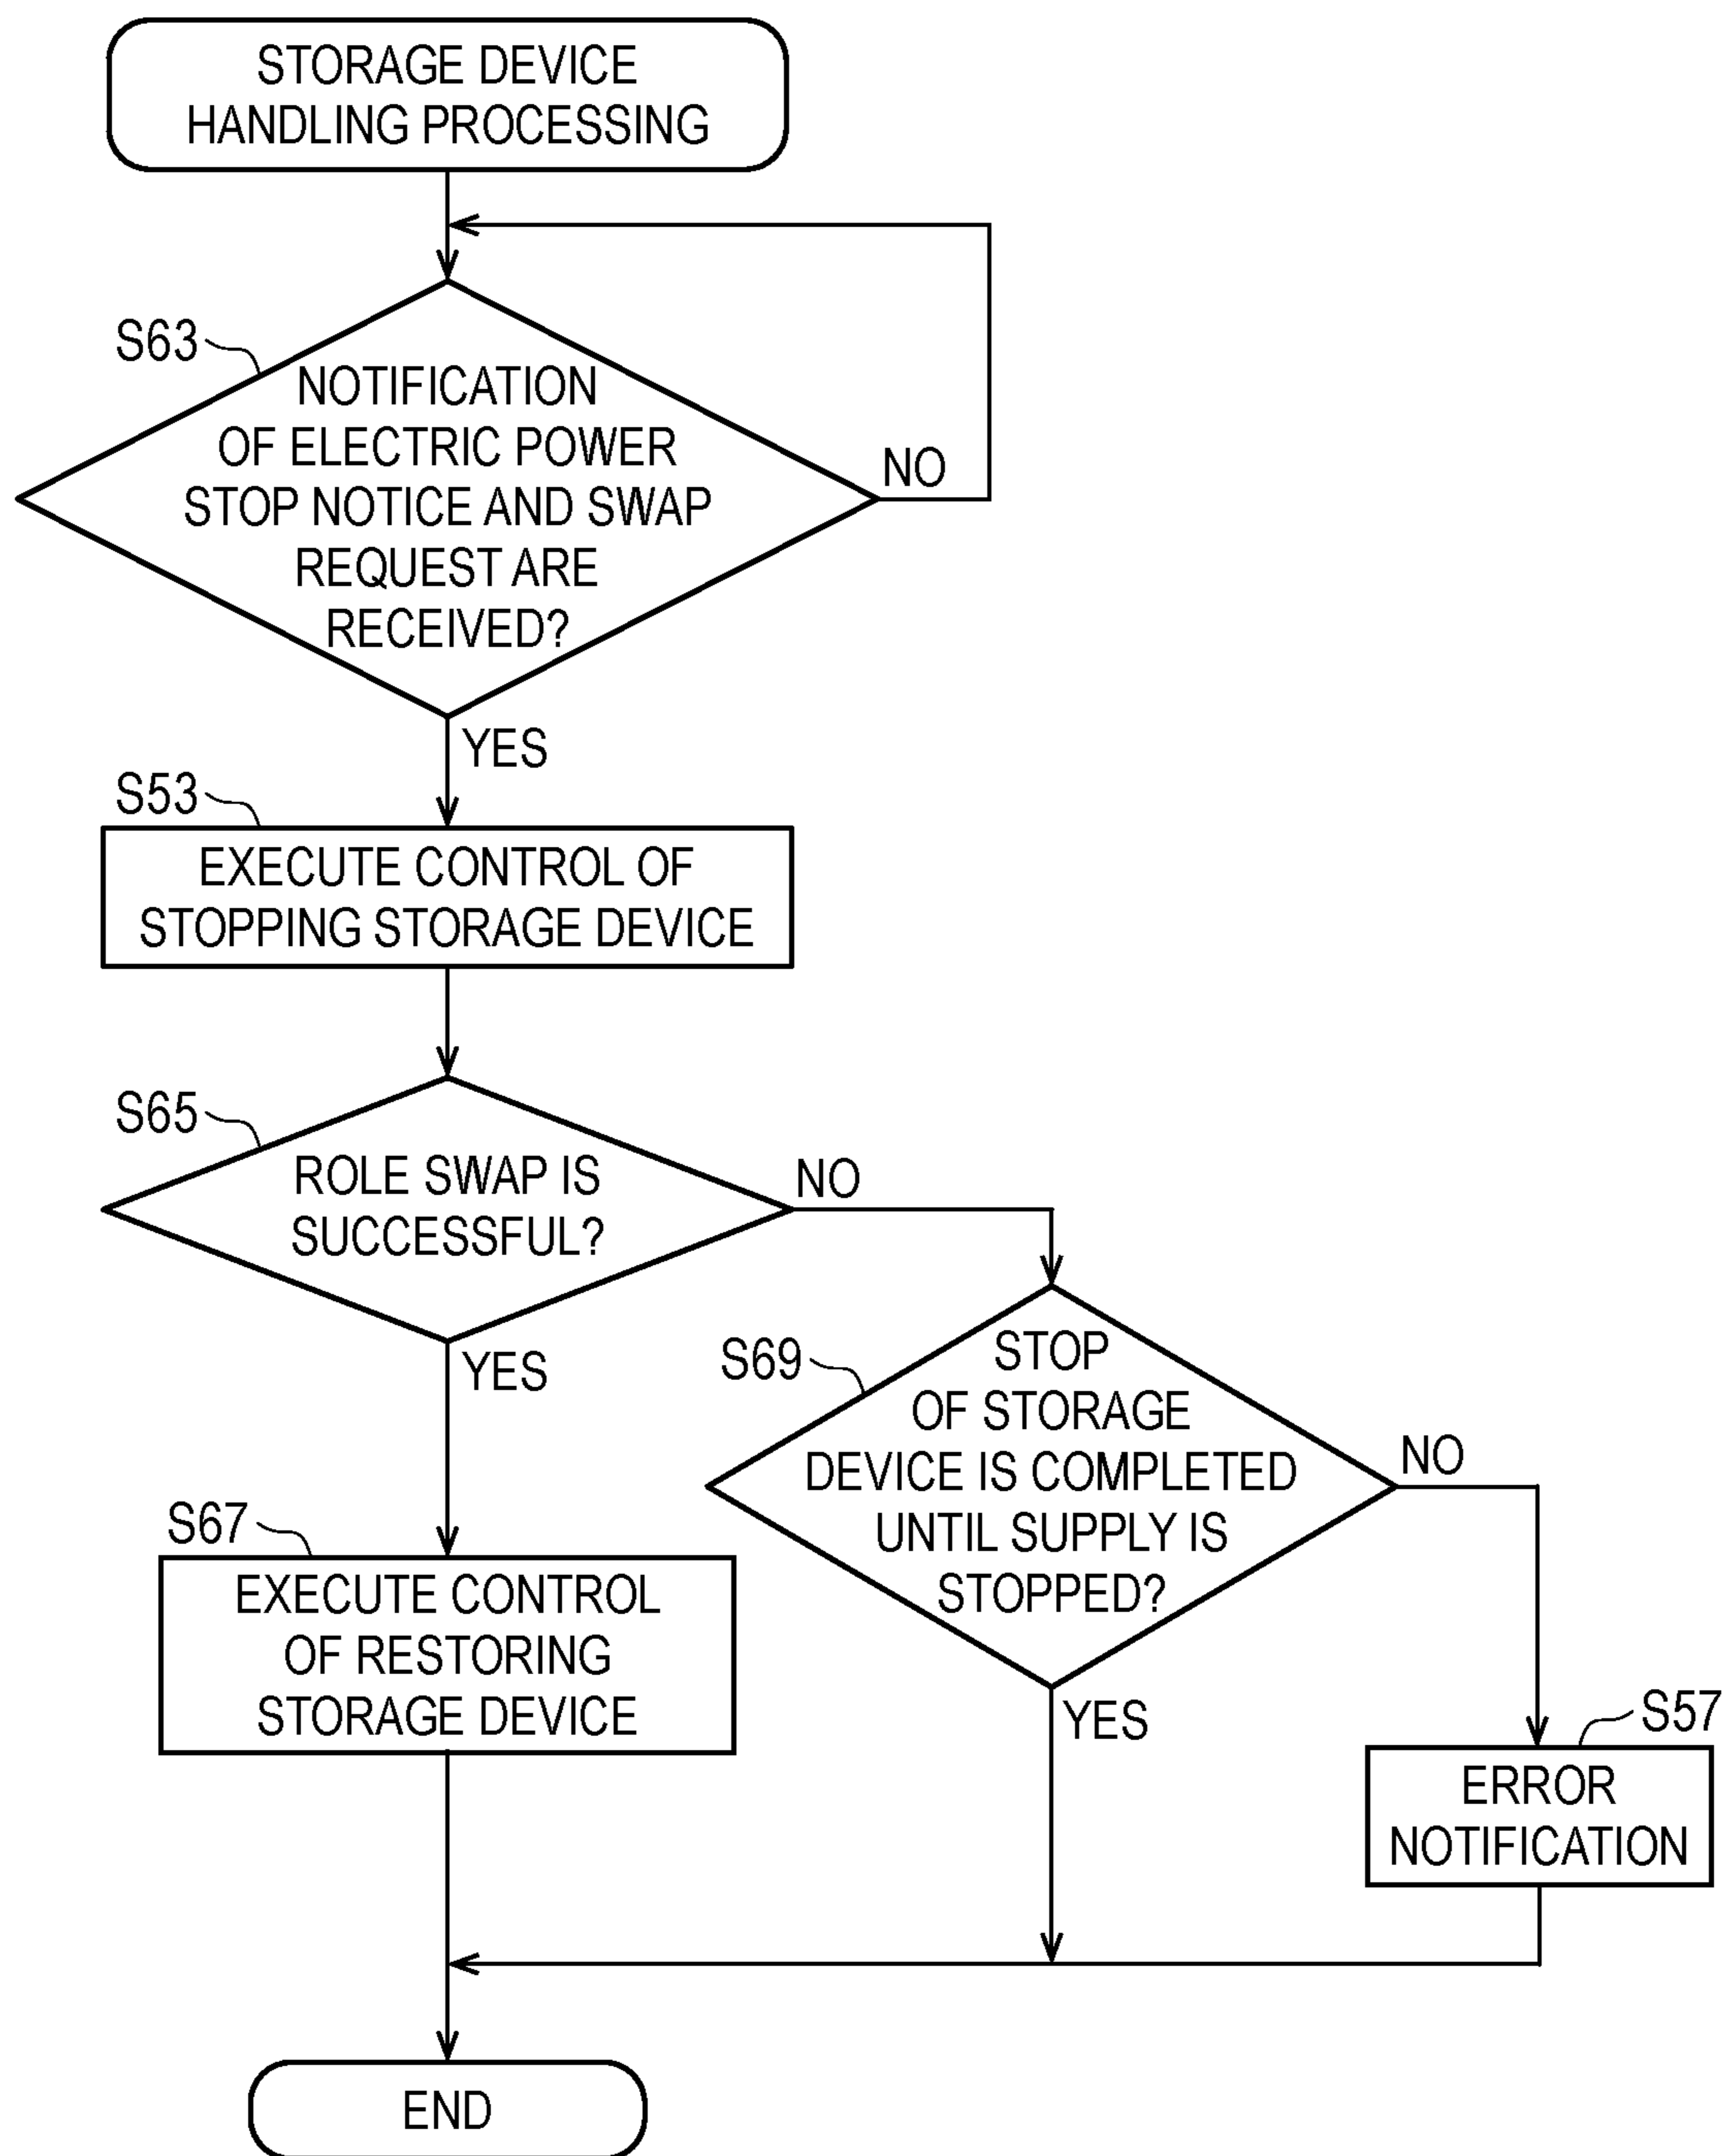 STORAGE DEVICE
HANDLING PROCESSING
S63
NOTIFICATION
OF ELECTRIC POWER
STOP NOTICE AND SWAP
REQUEST ARE
RECEIVED?
NO
YES
S53
EXECUTE CONTROL OF
STOPPING STORAGE DEVICE
S65
ROLE SWAP IS
SUCCESSFUL?
NO
YES
S69
STOP
OF STORAGE
DEVICE IS COMPLETED
UNTIL SUPPLY IS
STOPPED?
NO
YES
S67
EXECUTE CONTROL
OF RESTORING
STORAGE DEVICE
S57
ERROR
NOTIFICATION
END